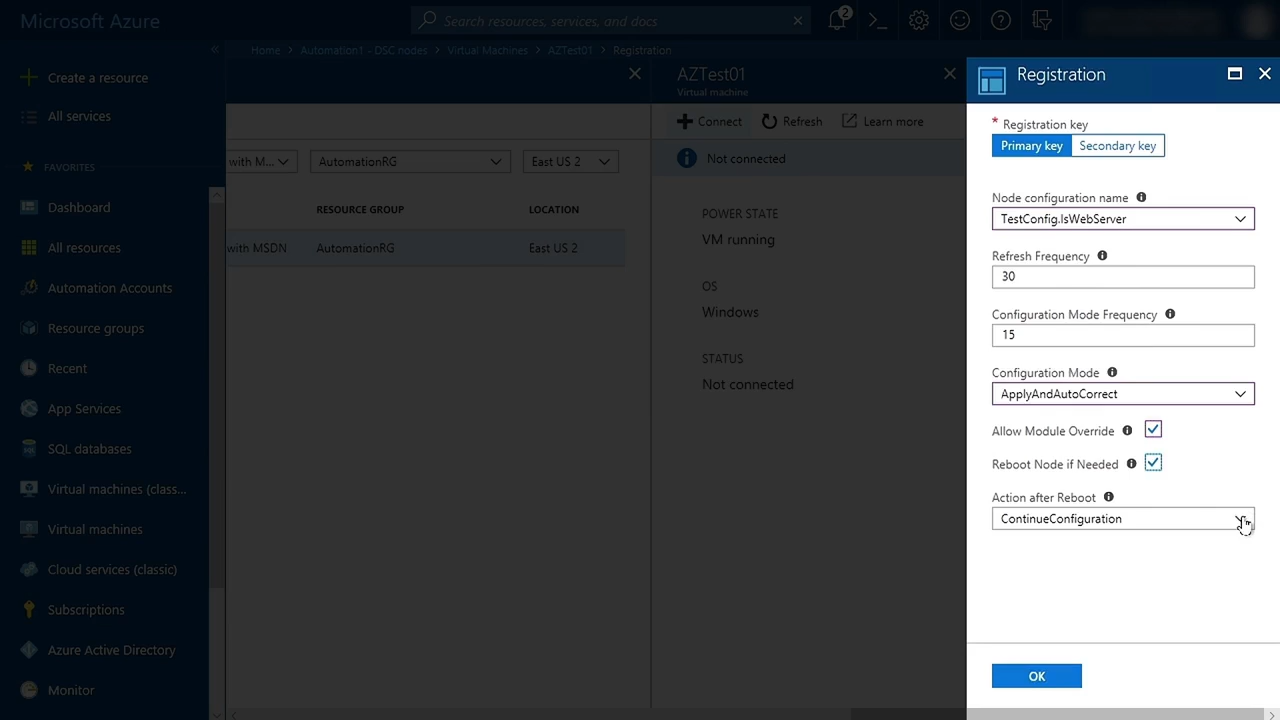 Microsoft Azure
Search resources, services, and docs
2
Home > Automation1 - DSC nodes > Virtual Machines > AZTest01 > Registration
Create a resource
All services
FAVORITES
Dashboard
All resources
Automation Accounts
Resource groups
Recent
App Services
SQL databases
Virtual machines (class...
Virtual machines
Cloud services (classic)
Subscriptions
Azure Active Directory
Monitor
with M...
AutomationRG
East US 2
RESOURCE GROUP
LOCATION
with MSDN
AutomationRG
East US 2
AZTest01
Virtual machine
Connect
Refresh
Learn more
Not connected
POWER STATE
VM running
OS
Windows
STATUS
Not connected
Registration
* Registration key
Primary key
Secondary key
Node configuration name
TestConfig.IsWebServer
Refresh Frequency
30
Configuration Mode Frequency
15
Configuration Mode
ApplyAndAutoCorrect
Allow Module Override
Reboot Node if Needed
Action after Reboot
ContinueConfiguration
OK